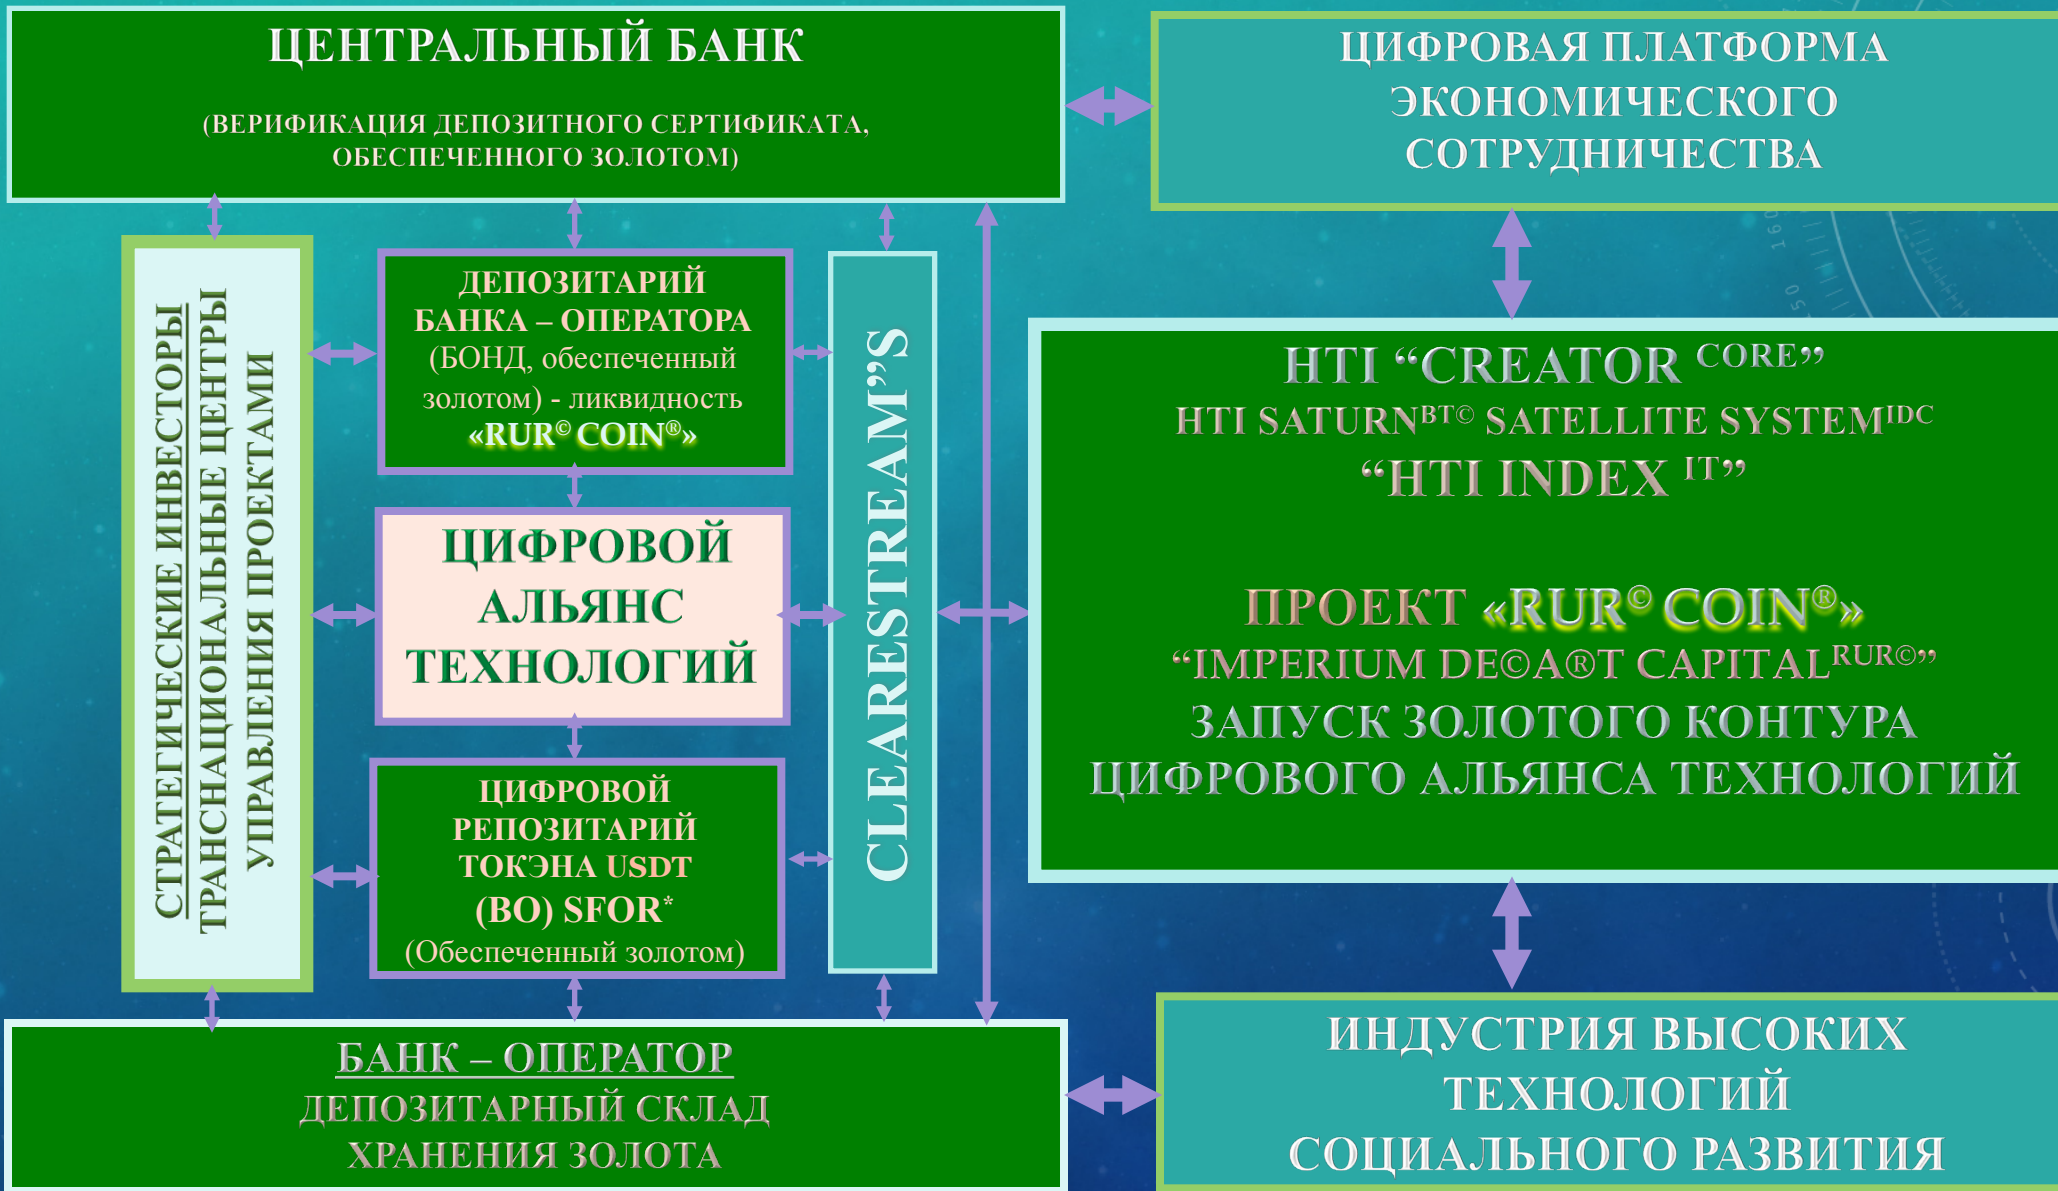 ЦЕНТРАЛЬНЫЙ БАНК
(ВЕРИФИКАЦИЯ ДЕПОЗИТНОГО СЕРТИФИКАТА,
ОБЕСПЕЧЕННОГО ЗОЛОТОМ)
ЦИФРОВАЯ ПЛАТФОРМА
ЭКОНОМИЧЕСКОГО
СОТРУДНИЧЕСТВА
СТРАТЕГИЧЕСКИЕ ИНВЕСТОРЫ
ТРАНСНАЦИОНАЛЬНЫЕ ЦЕНТРЫ
УПРАВЛЕНИЯ ПРОЕКТАМИ
ДЕПОЗИТАРИЙ
БАНКА – ОПЕРАТОРА
(БОНД, обеспеченный
золотом) - ликвидность
«RUR© COIN®»
ЦИФРОВОЙ
АЛЬЯНС
ТЕХНОЛОГИЙ
ЦИФРОВОЙ
РЕПОЗИТАРИЙ
ТОКЭНА USDT
(BO) SFOR*
(Обеспеченный золотом)
CLEARESTREAM”S
HTI “CREATOR CORE”
HTI SATURNBT© SATELLITE SYSTEMIDC
“HTI INDEX IT”
ПРОЕКТ «RUR© COIN®»
“IMPERIUM DE©A®T CAPITALRUR©”
ЗАПУСК ЗОЛОТОГО КОНТУРА
ЦИФРОВОГО АЛЬЯНСА ТЕХНОЛОГИЙ
БАНК – ОПЕРАТОР
ДЕПОЗИТАРНЫЙ СКЛАД
ХРАНЕНИЯ ЗОЛОТА
ИНДУСТРИЯ ВЫСОКИХ
ТЕХНОЛОГИЙ
СОЦИАЛЬНОГО РАЗВИТИЯ